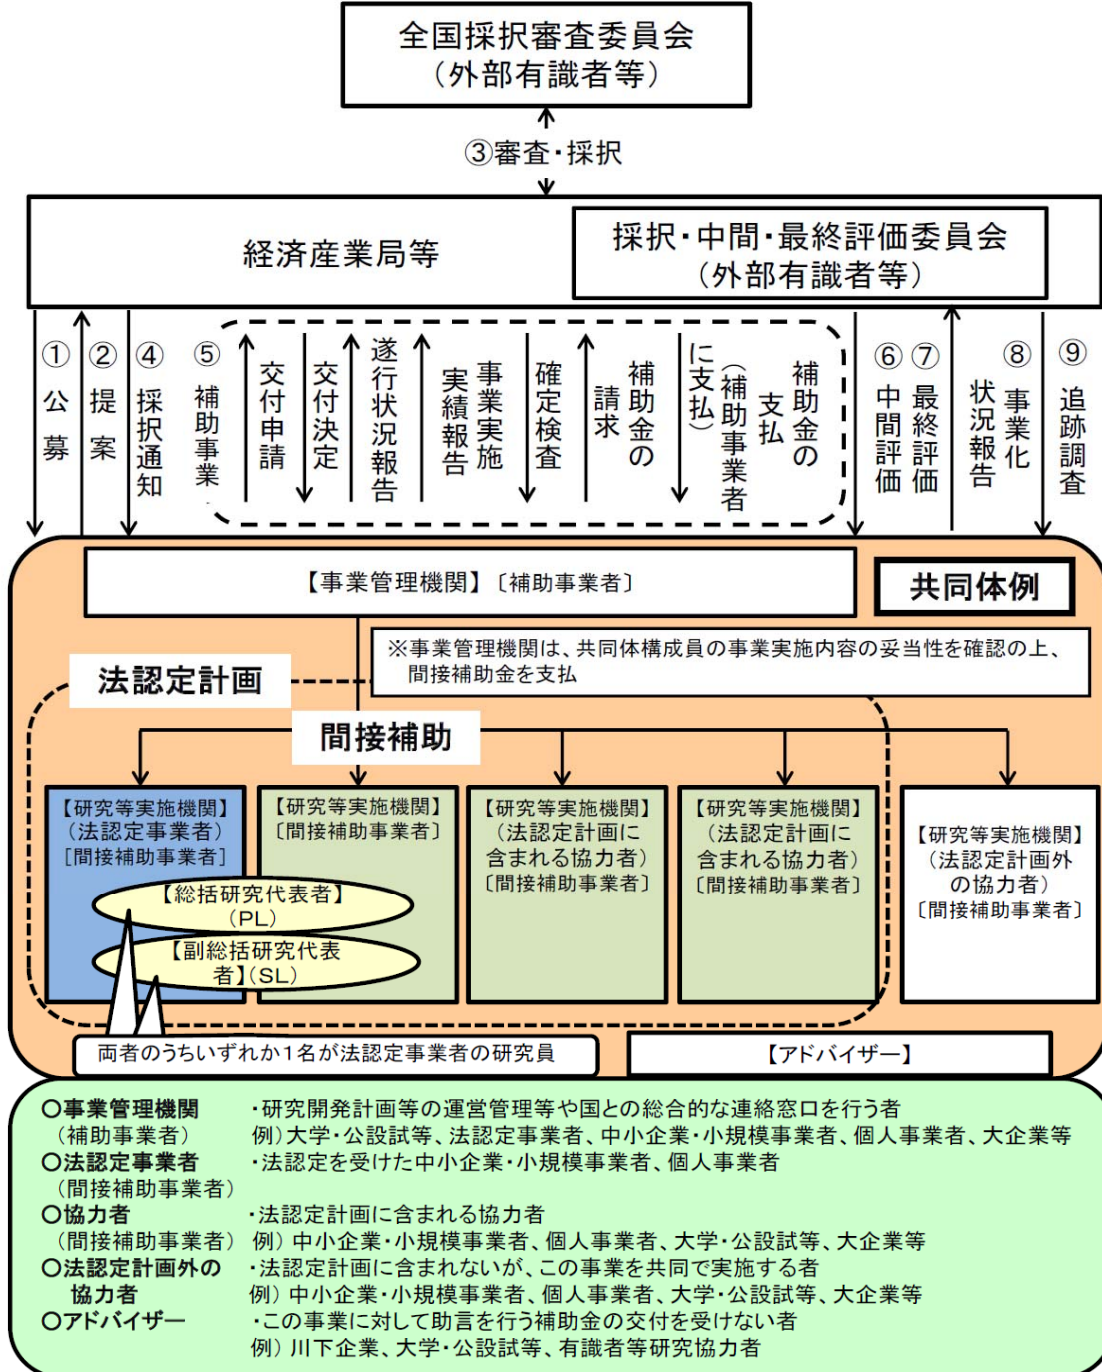 全国採択審査委員会
（外部有識者等）
③審査・採択
経済産業局等
採択・中間・最終評価委員会
（外部有識者等）
①公募
②提案
④採択通知
⑤補助事業
交付申請
交付決定
遂行状況報告
事業実施
実績報告
確定検査
補助金の
請求
補助金の
支払
（補助事業者
に支払）
⑥中間評価
⑦最終評価
⑧事業化
状況報告
⑨追跡調査
【事業管理機関】〔補助事業者〕
共同体例
※事業管理機関は、共同体構成員の事業実施内容の妥当性を確認の上、
間接補助金を支払
法認定計画
間接補助
【研究等実施機関】
（法認定事業者）
［間接補助事業者］
【研究等実施機関】
〔間接補助事業者〕
【研究等実施機関】
（法認定計画に
含まれる協力者）
〔間接補助事業者〕
【研究等実施機関】
（法認定計画に
含まれる協力者）
〔間接補助事業者〕
【研究等実施機関】
（法認定計画外
の協力者）
〔間接補助事業者〕
【総括研究代表者】
（PL）
【副総括研究代表
者】（SL）
両者のうちいずれか１名が法認定事業者の研究員
【アドバイザー】
○事業管理機関 ・研究開発計画等の運営管理等や国との総合的な連絡窓口を行う者
（補助事業者） 例）大学・公設試等、法認定事業者、中小企業・小規模事業者、個人事業者、大企業等
○法認定事業者 ・法認定を受けた中小企業・小規模事業者、個人事業者
（間接補助事業者）
○協力者 ・法認定計画に含まれる協力者
（間接補助事業者） 例）中小企業・小規模事業者、個人事業者、大学・公設試等、大企業等
○法認定計画外の ・法認定計画に含まれないが、この事業を共同で実施する者
協力者 例）中小企業・小規模事業者、個人事業者、大学・公設試等、大企業等
○アドバイザー ・この事業に対して助言を行う補助金の交付を受けない者
例）川下企業、大学・公設試等、有識者等研究協力者